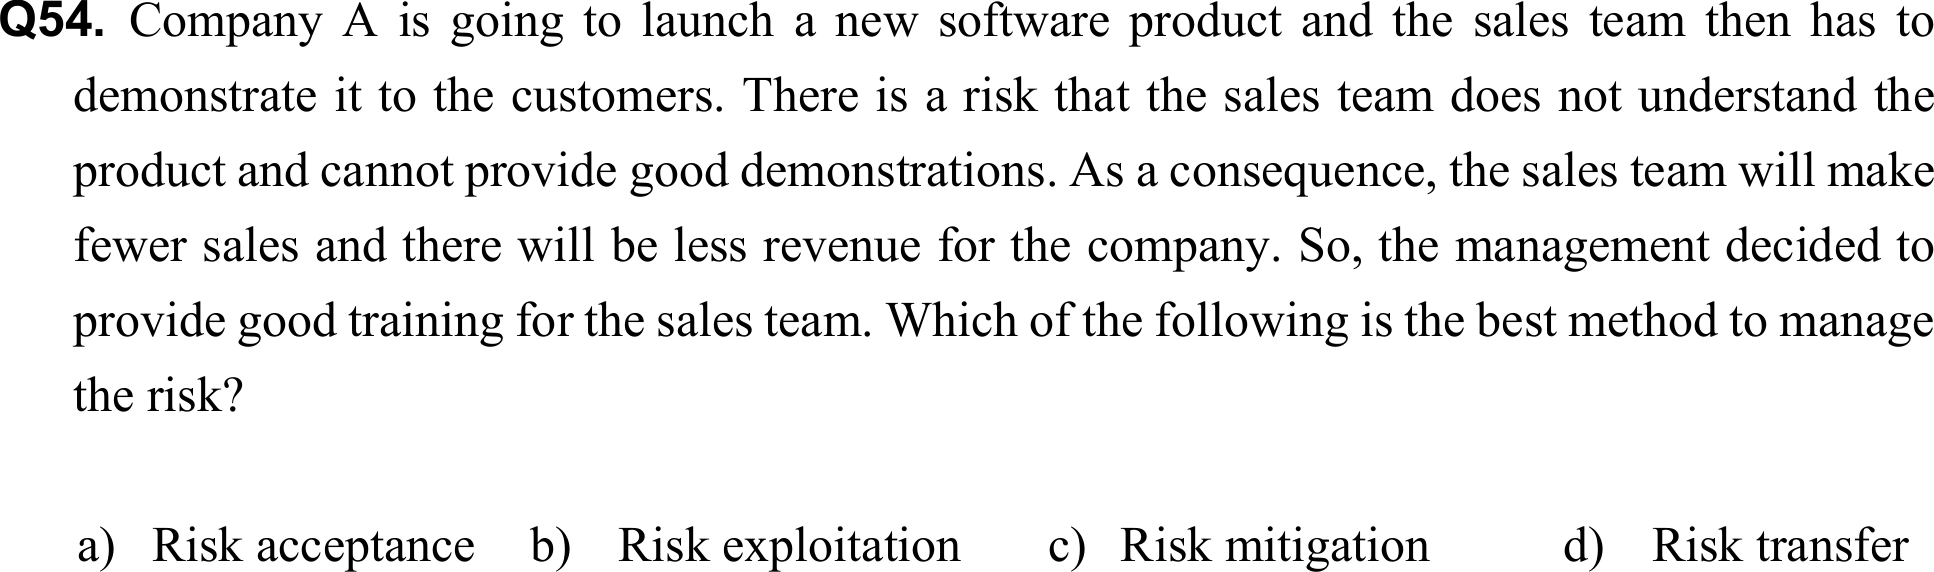 Q54. Company A is going to launch a new software product and the sales team then has to
demonstrate it to the customers. There is a risk that the sales team does not understand the
product and cannot provide good demonstrations. As a consequence, the sales team will make
fewer sales and there will be less revenue for the company. So, the management decided to
provide good training for the sales team. Which of the following is the best method to manage
the risk?
a) Risk acceptance b) Risk exploitation c) Risk mitigation d) Risk transfer